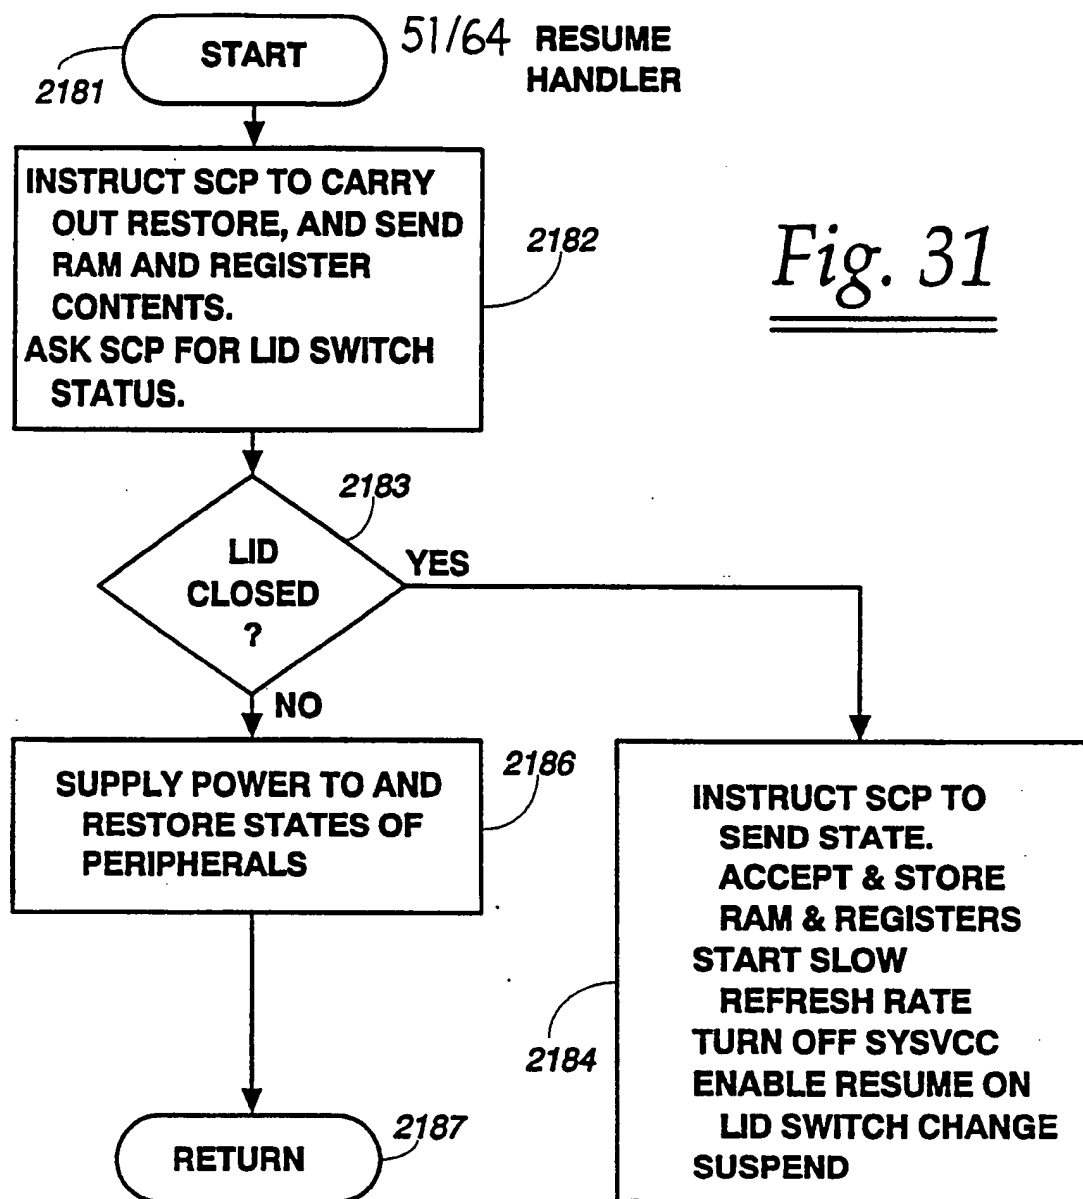 START
51/64 RESUME
HANDLER
2181
INSTRUCT SCP TO CARRY
OUT RESTORE, AND SEND
RAM AND REGISTER
CONTENTS.
ASK SCP FOR LID SWITCH
STATUS.
2182
Fig. 31
2183
LID
CLOSED
?
YES
NO
SUPPLY POWER TO AND
RESTORE STATES OF
PERIPHERALS
2186
INSTRUCT SCP TO
SEND STATE.
ACCEPT & STORE
RAM & REGISTERS
START SLOW
REFRESH RATE
TURN OFF SYSVCC
ENABLE RESUME ON
LID SWITCH CHANGE
SUSPEND
2184
RETURN
2187